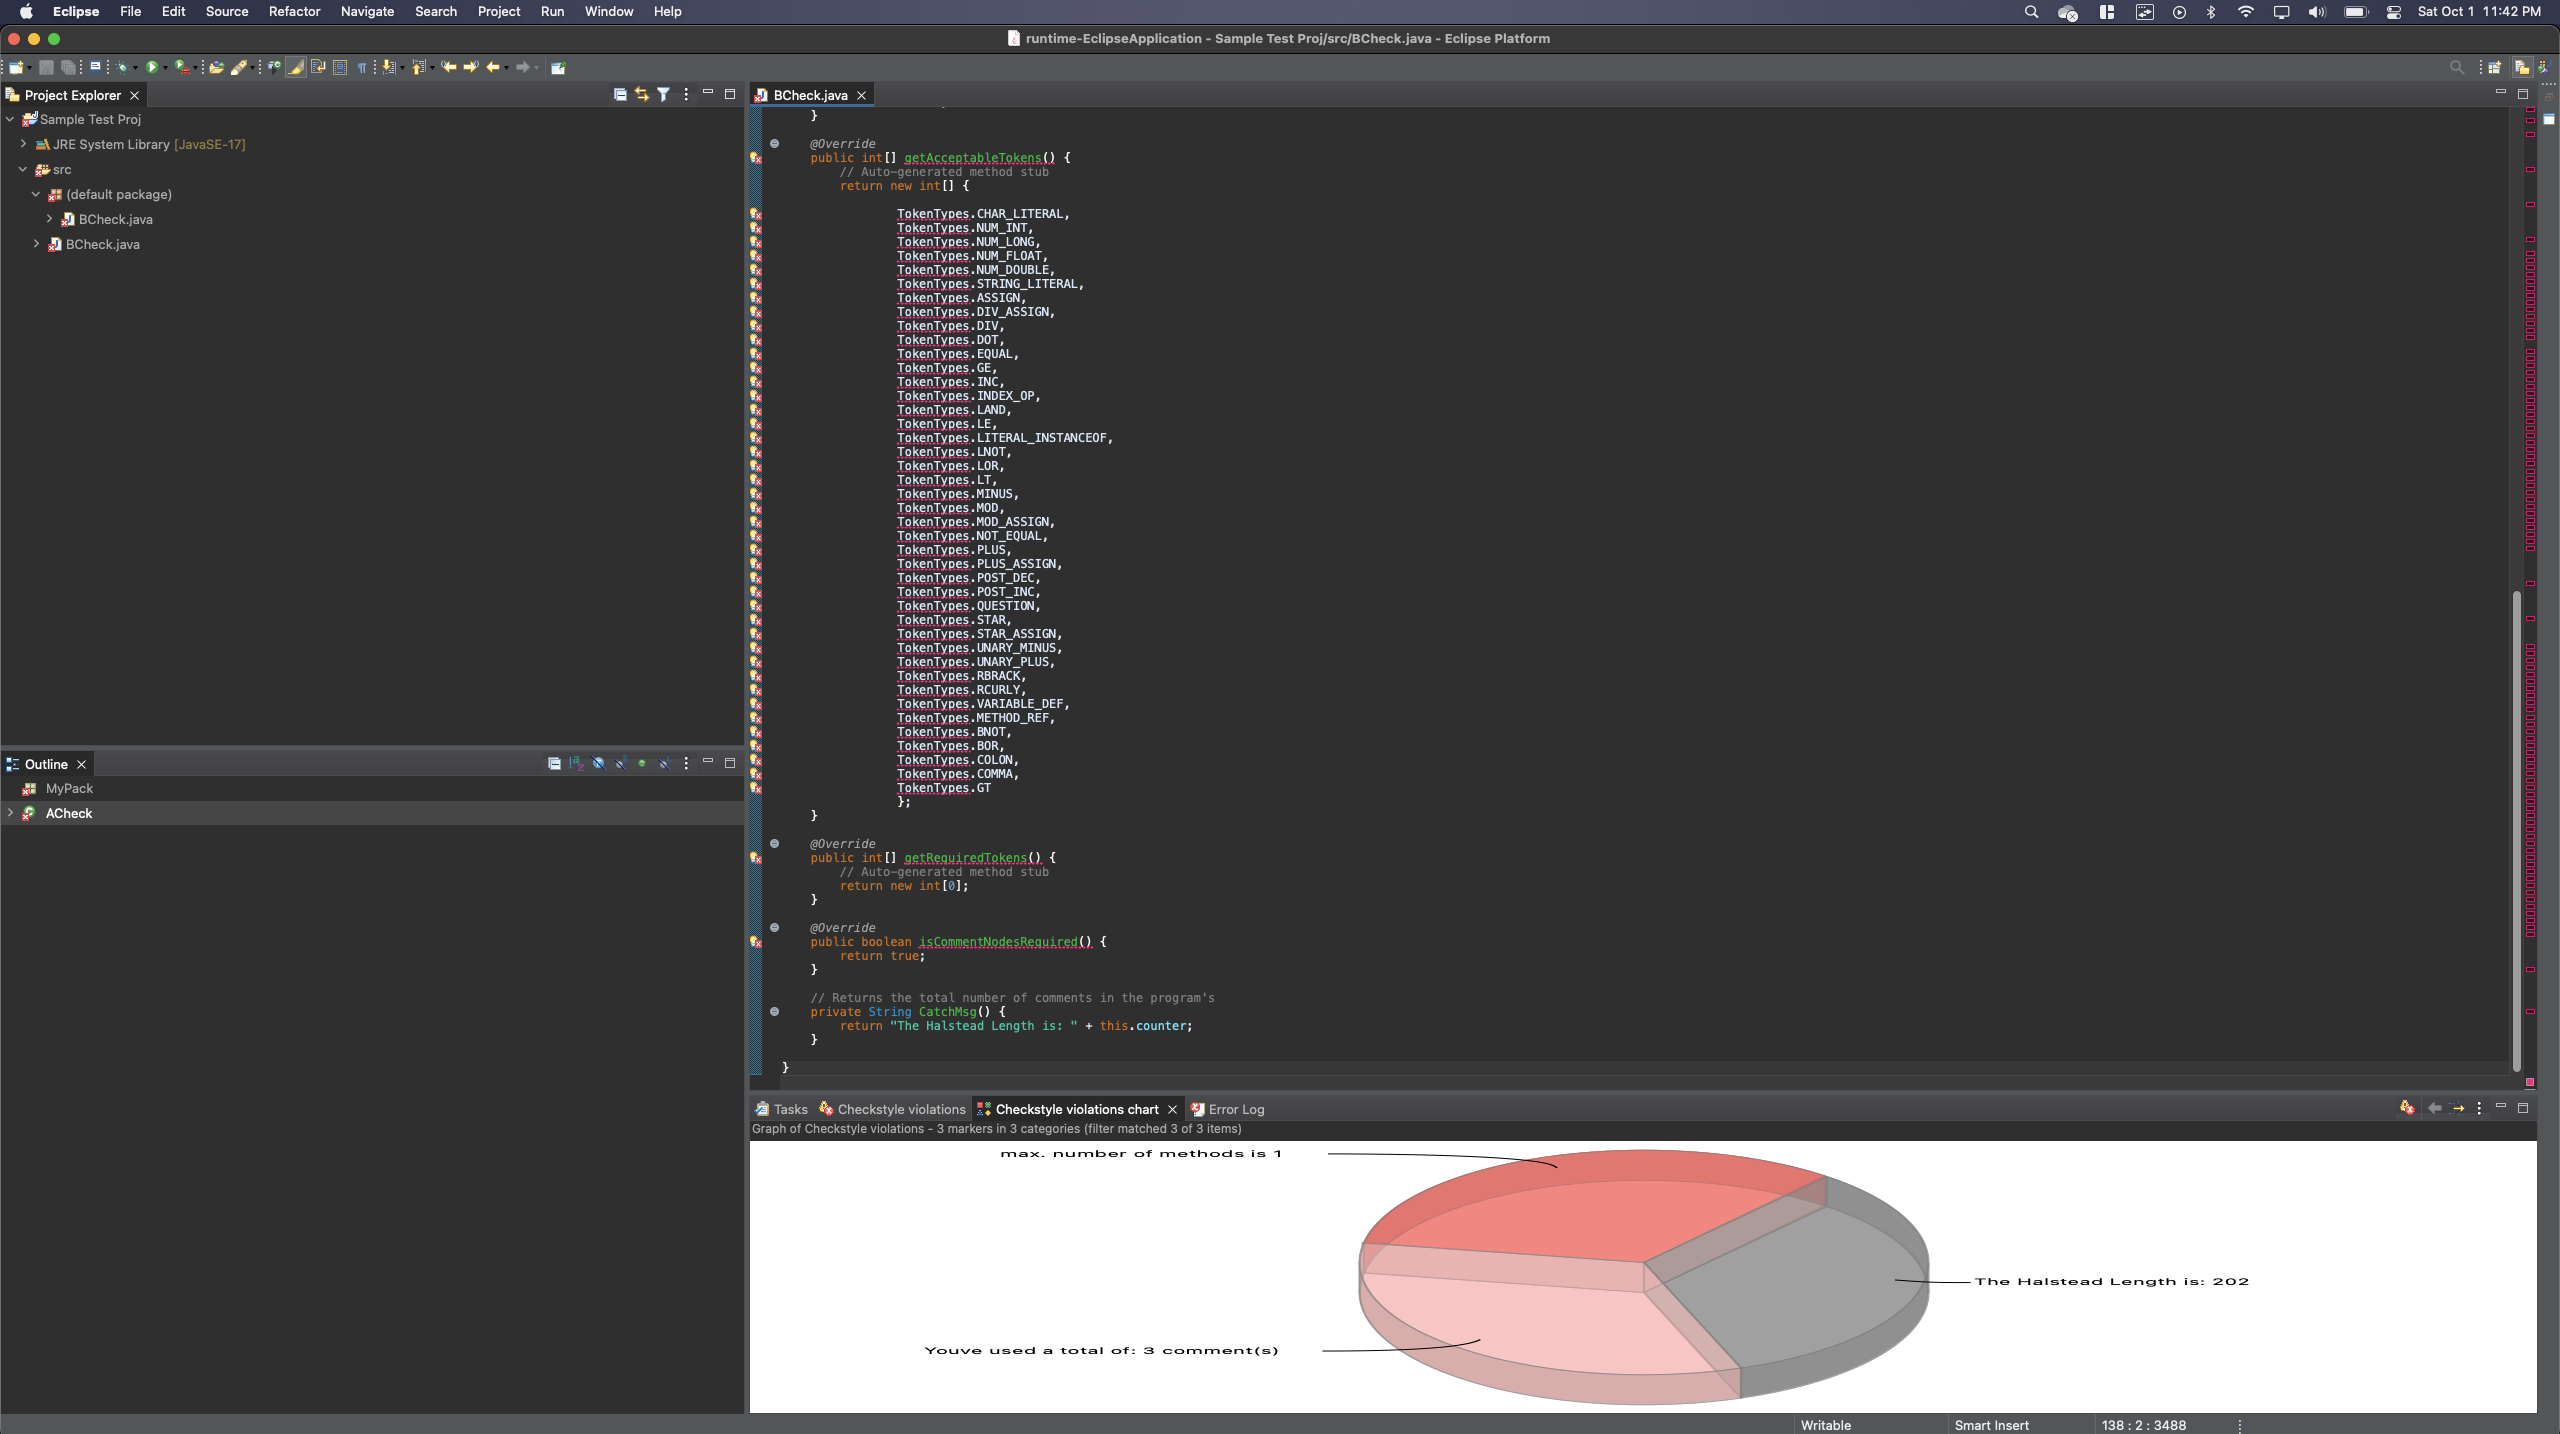 Eclipse File Edit Source Refactor Navigate Search Project Run Window Help
Sat Oct 1 11:42 PM
runtime-EclipseApplication - Sample Test Proj/src/BCheck.java - Eclipse Platform
Project Explorer
Sample Test Proj
JRE System Library [JavaSE-17]
src
(default package)
BCheck.java
BCheck.java
Outline
MyPack
ACheck
BCheck.java
}
@Override
public int[] getAcceptableTokens() {
// Auto-generated method stub
return new int[] {
TokenTypes.CHAR_LITERAL,
TokenTypes.NUM_INT,
TokenTypes.NUM_LONG,
TokenTypes.NUM_FLOAT,
TokenTypes.NUM_DOUBLE,
TokenTypes.STRING_LITERAL,
TokenTypes.ASSIGN,
TokenTypes.DIV_ASSIGN,
TokenTypes.DIV,
TokenTypes.DOT,
TokenTypes.EQUAL,
TokenTypes.GE,
TokenTypes.INC,
TokenTypes.INDEX_OP,
TokenTypes.LAND,
TokenTypes.LE,
TokenTypes.LITERAL_INSTANCEOF,
TokenTypes.LNOT,
TokenTypes.LOR,
TokenTypes.LT,
TokenTypes.MINUS,
TokenTypes.MOD,
TokenTypes.MOD_ASSIGN,
TokenTypes.NOT_EQUAL,
TokenTypes.PLUS,
TokenTypes.PLUS_ASSIGN,
TokenTypes.POST_DEC,
TokenTypes.POST_INC,
TokenTypes.QUESTION,
TokenTypes.STAR,
TokenTypes.STAR_ASSIGN,
TokenTypes.UNARY_MINUS,
TokenTypes.UNARY_PLUS,
TokenTypes.RBRACK,
TokenTypes.RCURLY,
TokenTypes.VARIABLE_DEF,
TokenTypes.METHOD_REF,
TokenTypes.BNOT,
TokenTypes.BOR,
TokenTypes.COLON,
TokenTypes.COMMA,
TokenTypes.GT
};
}
@Override
public int[] getRequiredTokens() {
// Auto-generated method stub
return new int[0];
}
@Override
public boolean isCommentNodesRequired() {
return true;
}
// Returns the total number of comments in the program's
private String CatchMsg() {
return "The Halstead Length is: " + this.counter;
}
}
Tasks Checkstyle violations Checkstyle violations chart Error Log
Graph of Checkstyle violations - 3 markers in 3 categories (filter matched 3 of 3 items)
max. number of methods is 1
The Halstead Length is: 202
Youve used a total of: 3 comment(s)
Writable Smart Insert 138 : 2 : 3488